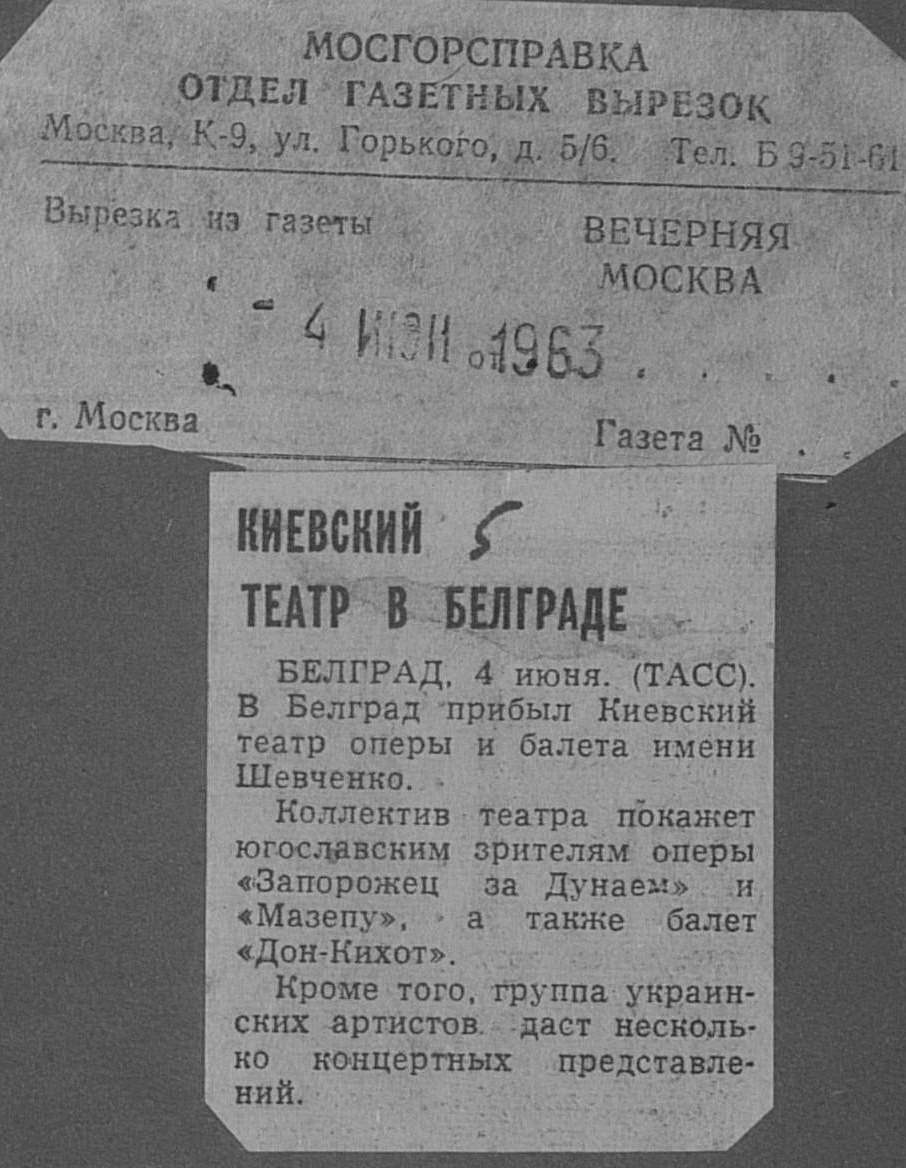 МОСГОРСПРАВКА
ОТДЕЛ ГАЗЕТНЫХ ВЫРЕЗОК
Москва, К-9, ул. Горького, д. 5/6. Тел. Б 9-51-61
Вырезка из газеты
ВЕЧЕРНЯЯ
МОСКВА
- 4 ИЮН 1963
г. Москва
Газета № . .
КИЕВСКИЙ 5
ТЕАТР В БЕЛГРАДЕ
БЕЛГРАД, 4 июня. (ТАСС).
В Белград прибыл Киевский
театр оперы и балета имени
Шевченко.
Коллектив театра покажет
югославским зрителям оперы
«Запорожец за Дунаем» и
«Мазепу», а также балет
«Дон-Кихот».
Кроме того, группа украин-
ских артистов даст несколь-
ко концертных представле-
ний.